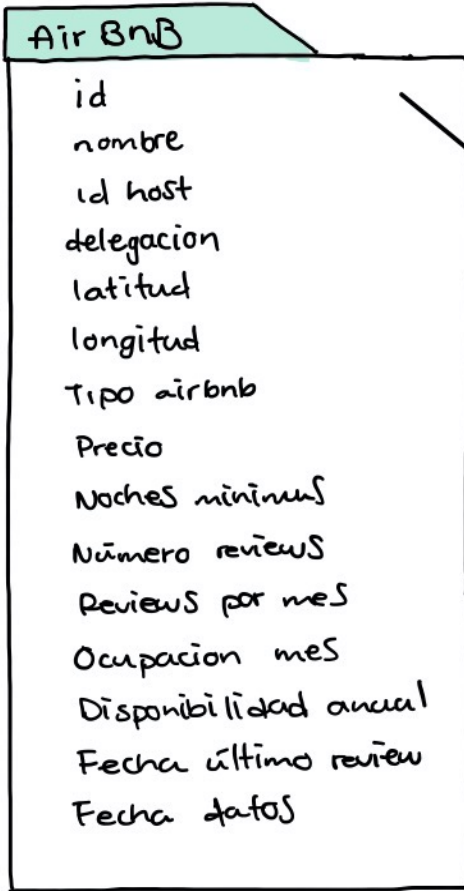 Air BnB
id
nombre
id host
delegacion
latitud
longitud
Tipo airbnb
Precio
Noches minimus
Número reviews
Reviews por mes
Ocupacion mes
Disponibilidad anual
Fecha último review
Fecha datos